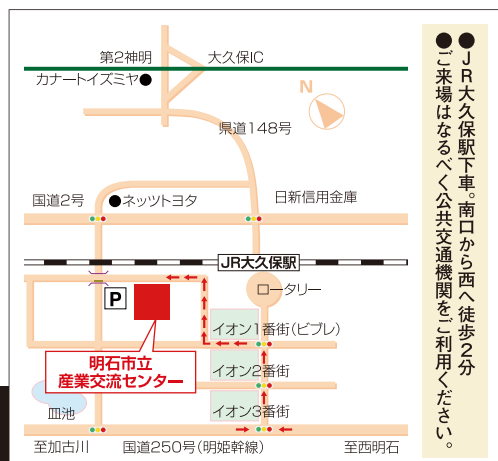 ●JR大久保駅下車。南口から西へ徒歩2分
●ご来場はなるべく公共交通機関をご利用ください。
第2神明
大久保IC
カナートイズミヤ●
N
県道148号
国道2号
●ネッツトヨタ
日新信用金庫
JR大久保駅
P
ロータリー
イオン1番街(ビブレ)
明石市立
産業交流センター
イオン2番街
皿池
イオン3番街
至加古川
国道250号(明姫幹線)
至西明石